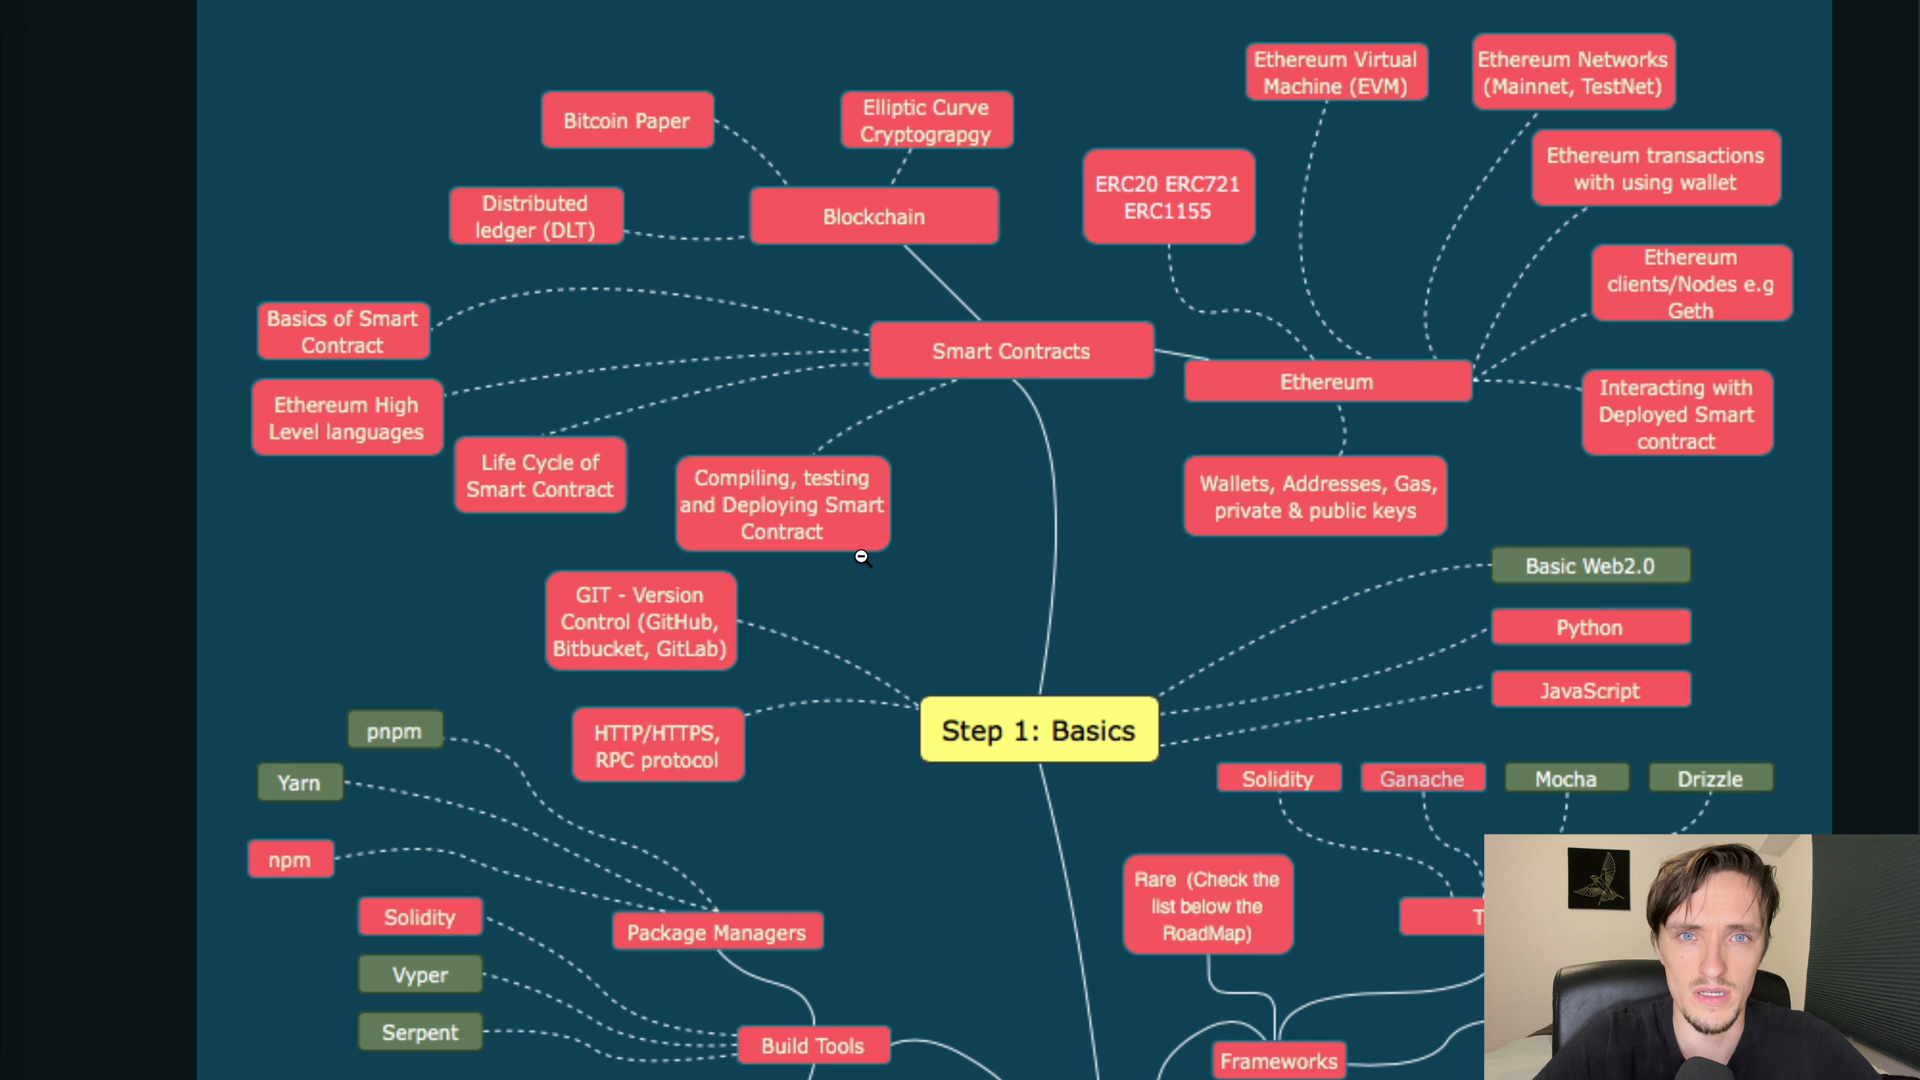 Ethereum Virtual
Machine (EVM)
Ethereum Networks
(Mainnet, TestNet)
Bitcoin Paper
Elliptic Curve
Cryptograpgy
Ethereum transactions
with using wallet
ERC20 ERC721
ERC1155
Distributed
ledger (DLT)
Blockchain
Ethereum
clients/Nodes e.g
Geth
Basics of Smart
Contract
Smart Contracts
Ethereum
Ethereum High
Level languages
Interacting with
Deployed Smart
contract
Life Cycle of
Smart Contract
Compiling, testing
and Deploying Smart
Contract
Wallets, Addresses, Gas,
private & public keys
Basic Web2.0
GIT - Version
Control (GitHub,
Bitbucket, GitLab)
Python
JavaScript
Step 1: Basics
HTTP/HTTPS,
RPC protocol
pnpm
Yarn
npm
Solidity
Ganache
Mocha
Drizzle
Rare (Check the
list below the
RoadMap)
Solidity
Package Managers
Vyper
Serpent
Build Tools
Frameworks